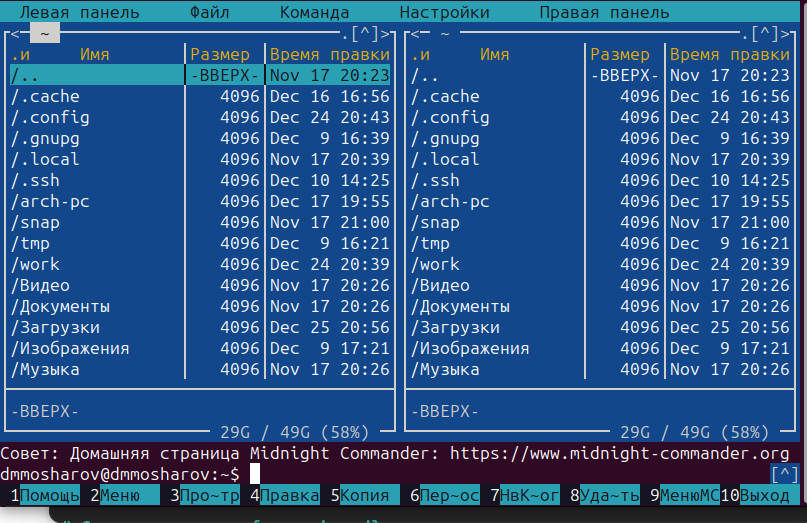 Левая панель Файл Команда Настройки Правая панель
<- ~ .[^]> <- ~ .[^]>
.и Имя Размер Время правки .и Имя Размер Время правки
/.. -ВВЕРХ- Nov 17 20:23 /.. -ВВЕРХ- Nov 17 20:23
/.cache 4096 Dec 16 16:56 /.cache 4096 Dec 16 16:56
/.config 4096 Dec 24 20:43 /.config 4096 Dec 24 20:43
/.gnupg 4096 Dec 9 16:39 /.gnupg 4096 Dec 9 16:39
/.local 4096 Nov 17 20:39 /.local 4096 Nov 17 20:39
/.ssh 4096 Dec 10 14:25 /.ssh 4096 Dec 10 14:25
/arch-pc 4096 Dec 17 19:55 /arch-pc 4096 Dec 17 19:55
/snap 4096 Nov 17 21:00 /snap 4096 Nov 17 21:00
/tmp 4096 Dec 9 16:21 /tmp 4096 Dec 9 16:21
/work 4096 Dec 24 20:39 /work 4096 Dec 24 20:39
/Видео 4096 Nov 17 20:26 /Видео 4096 Nov 17 20:26
/Документы 4096 Nov 17 20:26 /Документы 4096 Nov 17 20:26
/Загрузки 4096 Dec 25 20:56 /Загрузки 4096 Dec 25 20:56
/Изображения 4096 Dec 9 17:21 /Изображения 4096 Dec 9 17:21
/Музыка 4096 Nov 17 20:26 /Музыка 4096 Nov 17 20:26
-ВВЕРХ- -ВВЕРХ-
29G / 49G (58%) 29G / 49G (58%)
Совет: Домашняя страница Midnight Commander: https://www.midnight-commander.org
dmmosharov@dmmosharov:~$ [^]
1Помощь 2Меню 3Про~тр 4Правка 5Копия 6Пер~ос 7НвК~ог 8Уда~ть 9МенюМС10Выход